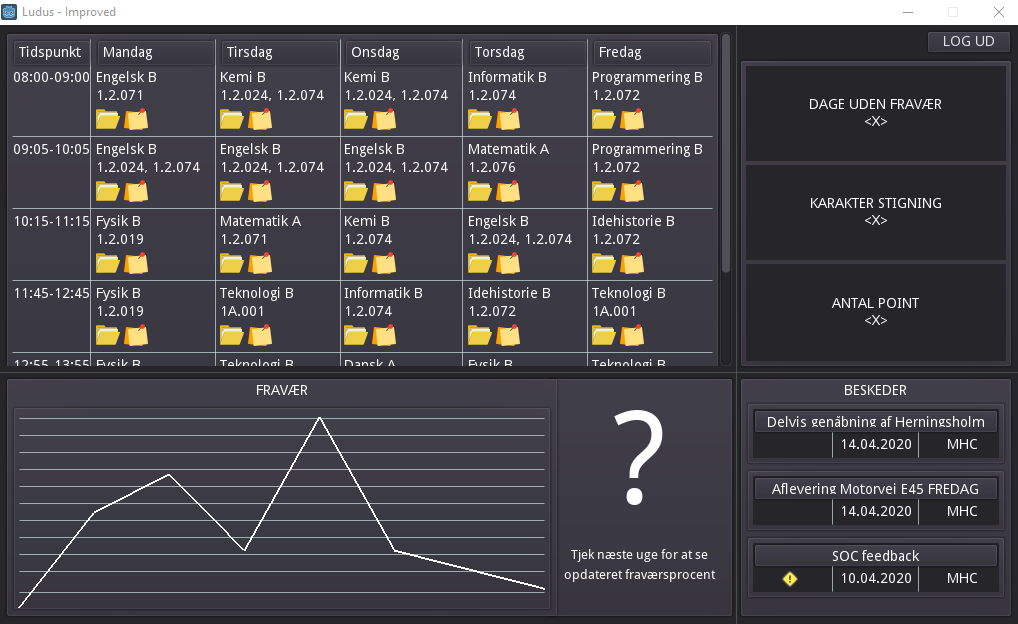 Ludus - Improved
LOG UD
Tidspunkt Mandag Tirsdag Onsdag Torsdag Fredag
08:00-09:00 Engelsk B Kemi B Kemi B Informatik B Programmering B
1.2.071 1.2.024, 1.2.074 1.2.024, 1.2.074 1.2.074 1.2.072
09:05-10:05 Engelsk B Engelsk B Engelsk B Matematik A Programmering B
1.2.024, 1.2.074 1.2.024, 1.2.074 1.2.024, 1.2.074 1.2.076 1.2.072
10:15-11:15 Fysik B Matematik A Kemi B Engelsk B Idehistorie B
1.2.019 1.2.071 1.2.074 1.2.024, 1.2.074 1.2.072
11:45-12:45 Fysik B Teknologi B Informatik B Idehistorie B Teknologi B
1.2.019 1A.001 1.2.074 1.2.072 1A.001
12:55-13:55 Fysik B Teknologi B Dansk A Fysik B Teknologi B
DAGE UDEN FRAVÆR
<X>
KARAKTER STIGNING
<X>
ANTAL POINT
<X>
FRAVÆR
?
Tjek næste uge for at se
opdateret fraværsprocent
BESKEDER
Delvis genåbning af Herningsholm
14.04.2020 MHC
Aflevering Motorvej E45 FREDAG
14.04.2020 MHC
SOC feedback
10.04.2020 MHC